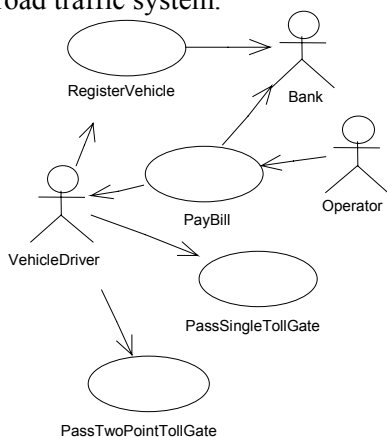 road traffic system.
RegisterVehicle
Bank
PayBill
Operator
VehicleDriver
PassSingleTollGate
PassTwoPointTollGate